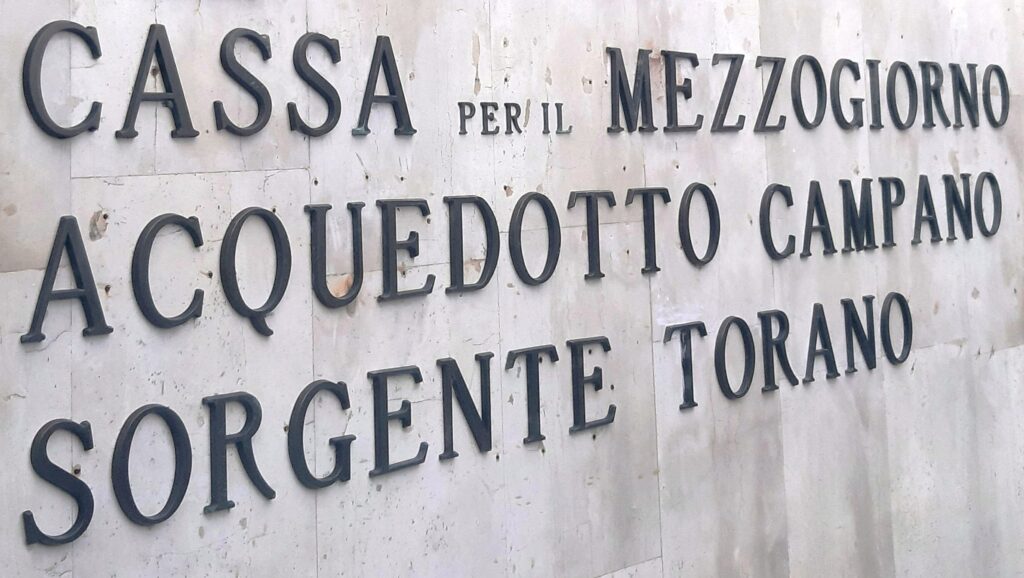 CASSA PER IL MEZZOGIORNO
ACQUEDOTTO CAMPANO
SORGENTE TORANO